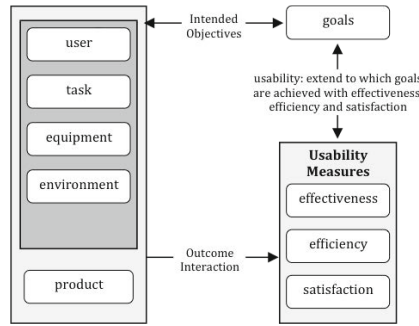 user
task
equipment
environment
product
Intended
Objectives
goals
usability: extend to which goals
are achieved with effectiveness
efficiency and satisfaction
Usability
Measures
effectiveness
efficiency
satisfaction
Outcome
Interaction